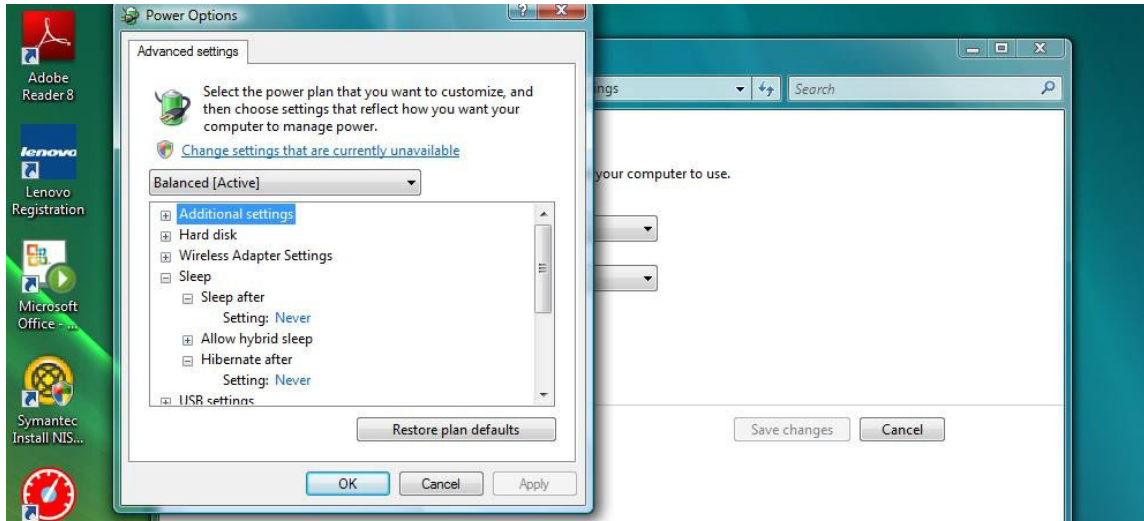 Adobe
Reader 8
lenovo
Lenovo
Registration
Microsoft
Office - ...
Symantec
Install NIS...
Power Options
Advanced settings
Select the power plan that you want to customize, and
then choose settings that reflect how you want your
computer to manage power.
Change settings that are currently unavailable
Balanced [Active]
Additional settings
Hard disk
Wireless Adapter Settings
Sleep
Sleep after
Setting: Never
Allow hybrid sleep
Hibernate after
Setting: Never
USB settings
Restore plan defaults
OK
Cancel
Apply
ngs
Search
your computer to use.
Save changes
Cancel